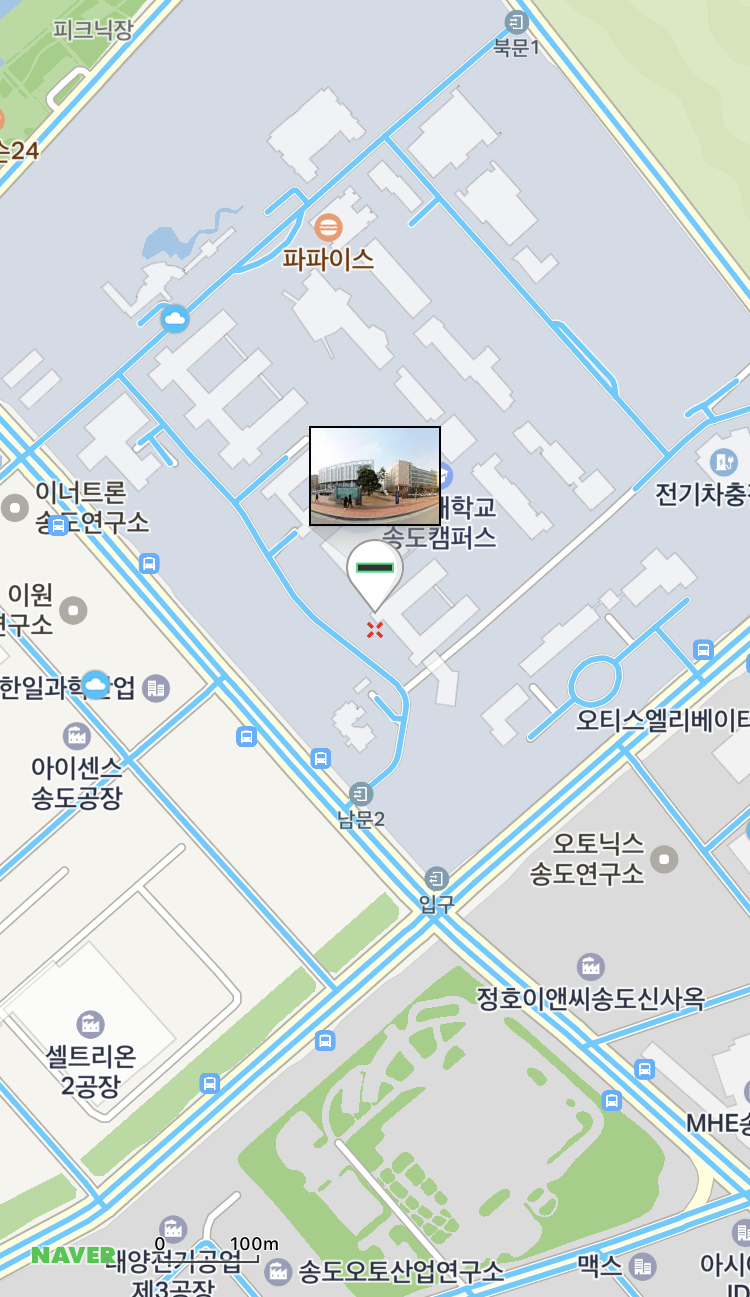 피크닉장
북문1
손24
파파이스
이너트론
송도연구소
대학교
송도캠퍼스
전기차충전
이원
연구소
한일과학산업
오티스엘리베이터
아이센스
송도공장
남문2
오토닉스
송도연구소
입구
정호이앤씨송도신사옥
셀트리온
2공장
MHE송
0 100m
NAVER
태양전기공업
제3공장
송도오토산업연구소
맥스
아시아
ID